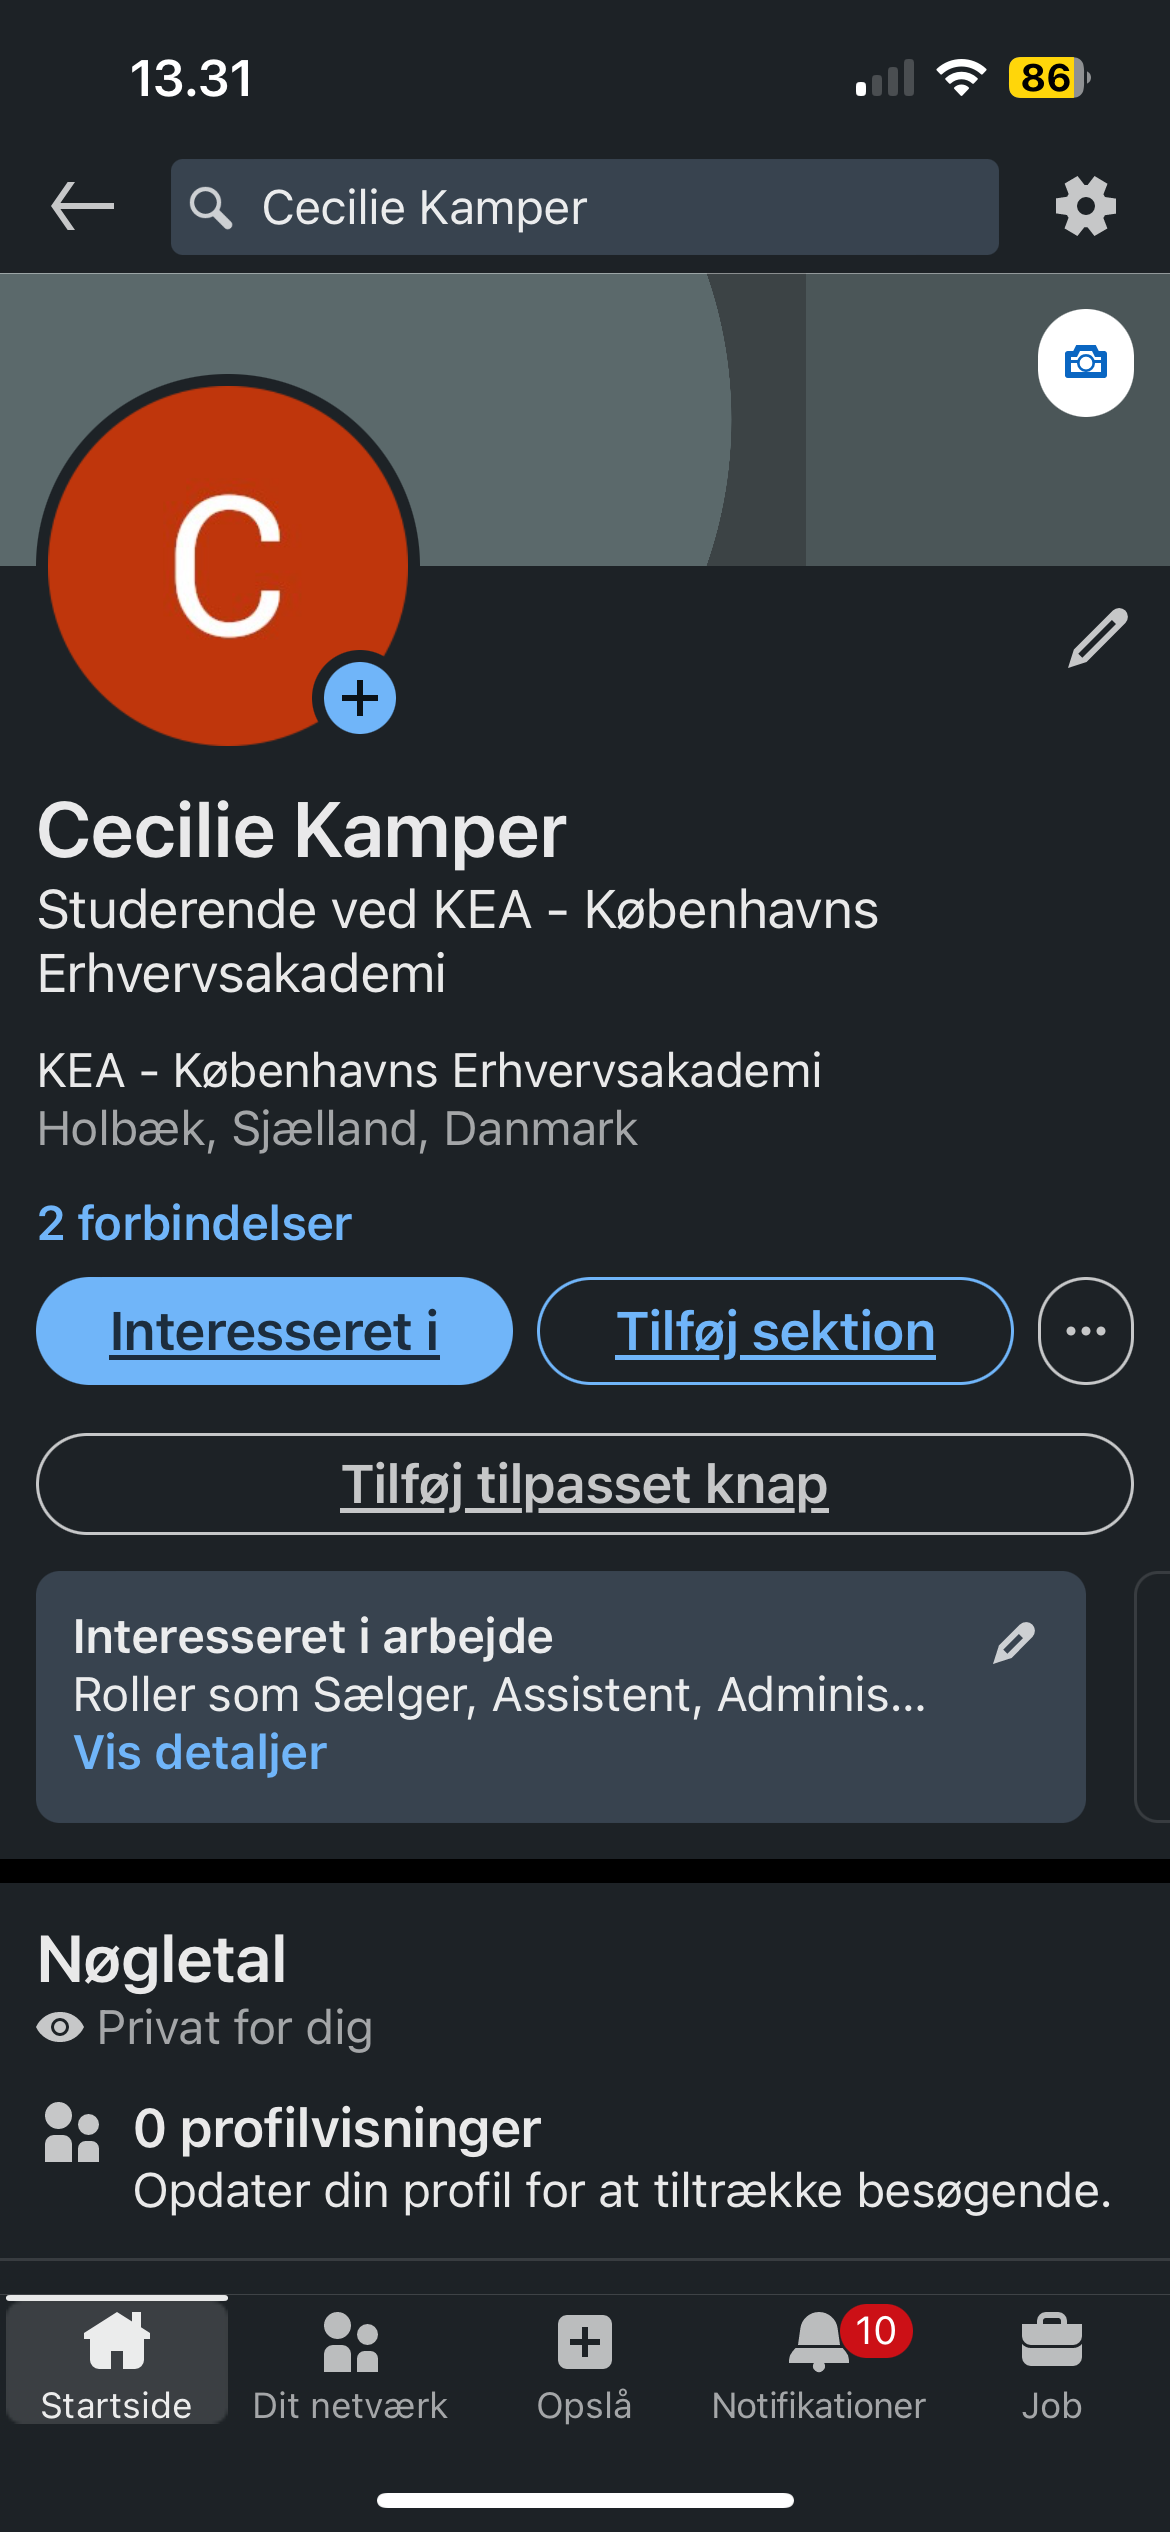 13.31
86
Cecilie Kamper
C
Cecilie Kamper
Studerende ved KEA - Københavns
Erhvervsakademi
KEA - Københavns Erhvervsakademi
Holbæk, Sjælland, Danmark
2 forbindelser
Interesseret i
Tilføj sektion
Tilføj tilpasset knap
Interesseret i arbejde
Roller som Sælger, Assistent, Adminis...
Vis detaljer
Nøgletal
Privat for dig
0 profilvisninger
Opdater din profil for at tiltrække besøgende.
10
Startside
Dit netværk
Opslå
Notifikationer
Job